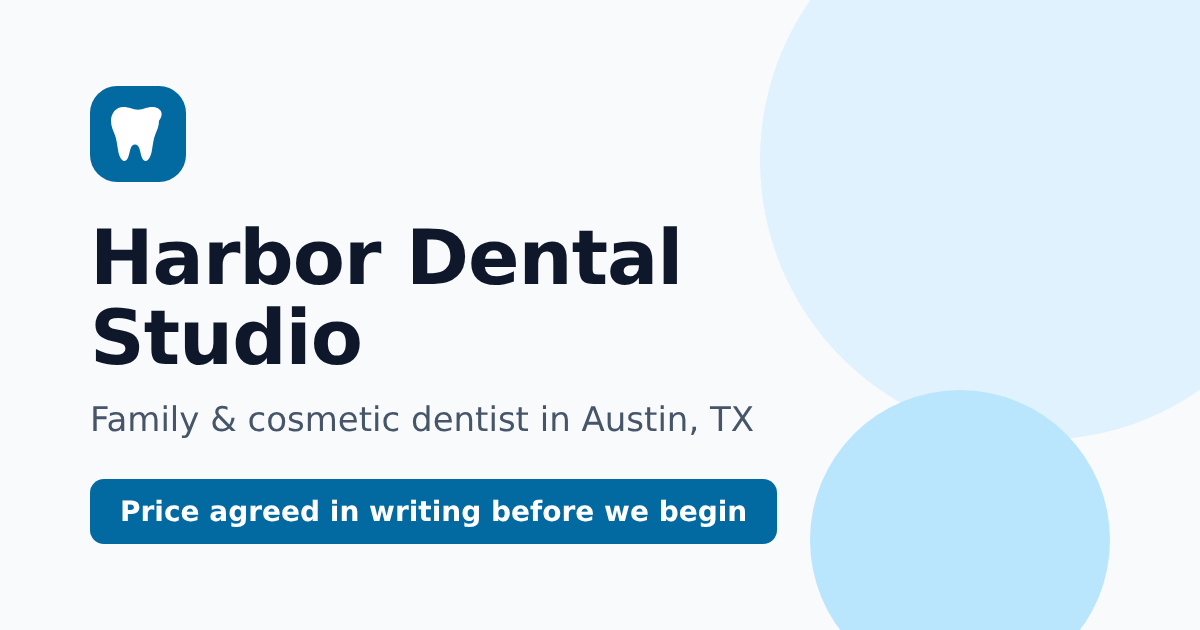 Harbor Dental
Studio
Family & cosmetic dentist in Austin, TX
Price agreed in writing before we begin